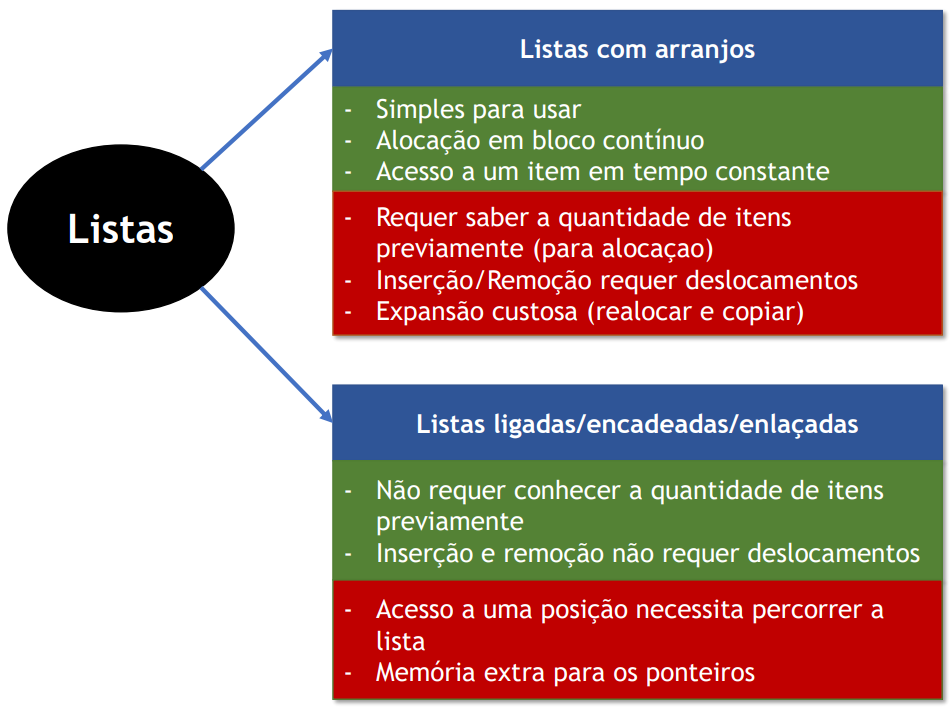 Listas
Listas com arranjos
- Simples para usar
- Alocação em bloco contínuo
- Acesso a um item em tempo constante
- Requer saber a quantidade de itens
previamente (para alocaçao)
- Inserção/Remoção requer deslocamentos
- Expansão custosa (realocar e copiar)
Listas ligadas/encadeadas/enlaçadas
- Não requer conhecer a quantidade de itens
previamente
- Inserção e remoção não requer deslocamentos
- Acesso a uma posição necessita percorrer a
lista
- Memória extra para os ponteiros